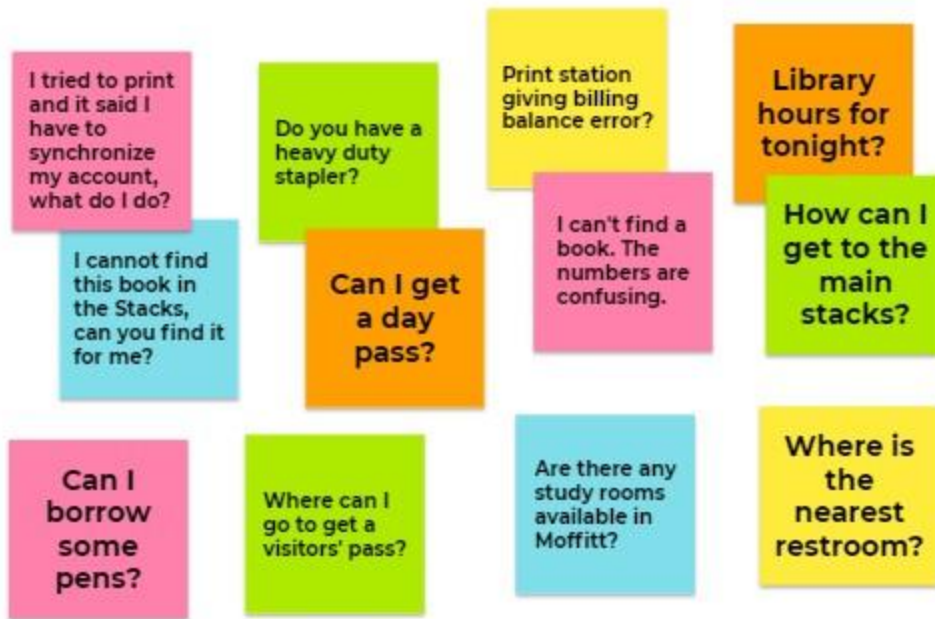 I tried to print
and it said I
have to
synchronize
my account,
what do I do?
Do you have a
heavy duty
stapler?
Print station
giving billing
balance error?
Library
hours for
tonight?
I cannot find
this book in
the Stacks,
can you find it
for me?
Can I get
a day
pass?
I can't find a
book. The
numbers are
confusing.
How can I
get to the
main
stacks?
Can I
borrow
some
pens?
Where can I
go to get a
visitors' pass?
Are there any
study rooms
available in
Moffitt?
Where is
the
nearest
restroom?